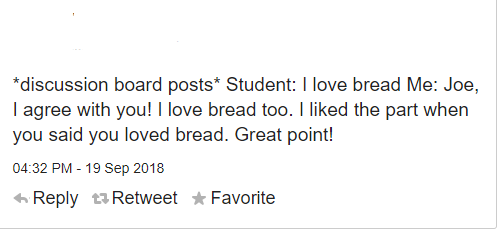 *discussion board posts* Student: I love bread Me: Joe,
I agree with you! I love bread too. I liked the part when
you said you loved bread. Great point!
04:32 PM - 19 Sep 2018
Reply Retweet Favorite